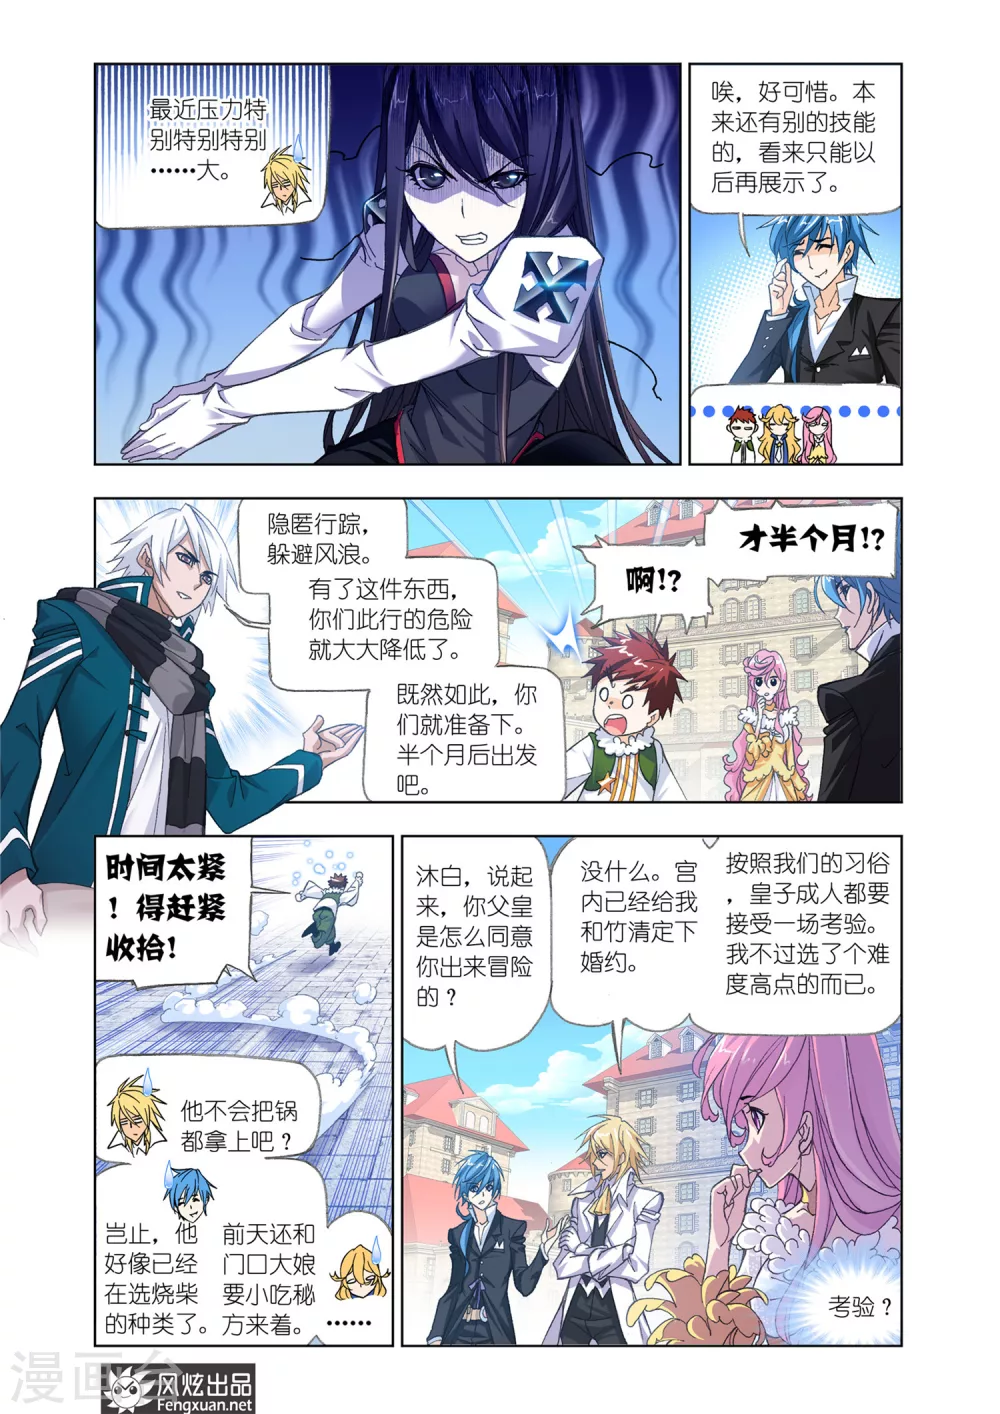 最近压力特
别特别特别
……大。
唉，好可惜。本
来还有别的技能
的，看来只能以
后再展示了。
隐匿行踪，
躲避风浪。
有了这件东西，
你们此行的危险
就大大降低了。
既然如此，你
们就准备下。
半个月后出发
吧。
啊!?
才半个月!?
时间太紧
！得赶紧
收拾!
他不会把锅
都拿上吧？
岂止，他
好像已经
在选烧柴
的种类了。
前天还和
门口大娘
要小吃秘
方来着。
……
沐白，说起
来，你父皇
是怎么同意
你出来冒险
的？
没什么。宫
内已经给我
和竹清定下
婚约。
按照我们的习俗
，皇子成人都要
接受一场考验。
我不过选了个难
度高点的而已。
考验？
漫画台
风炫出品
Fengxuan.net